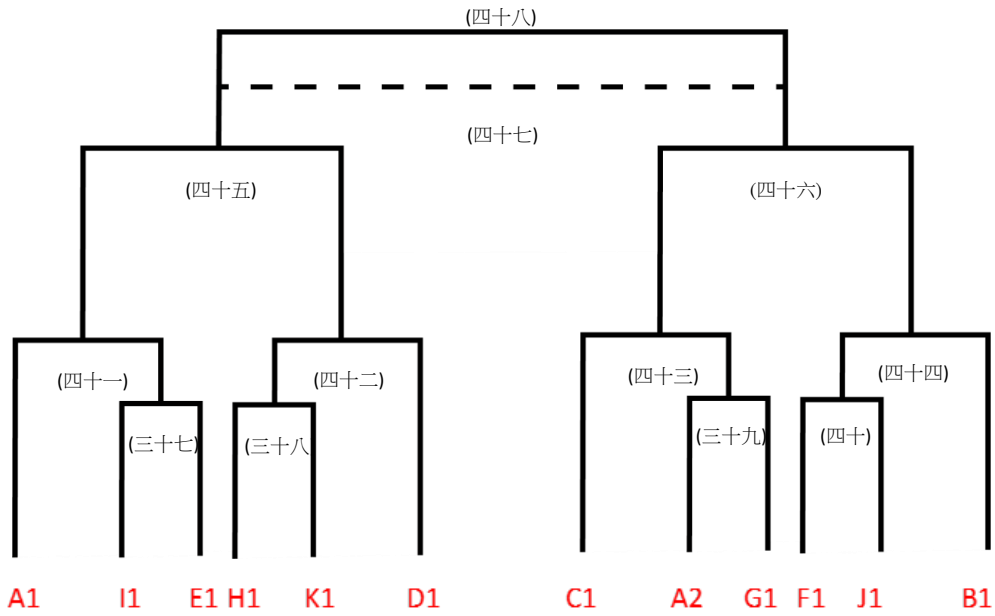 (四十八)
(四十七)
(四十五)
(四十六)
(四十一)
(四十二)
(四十三)
(四十四)
(三十七)
(三十八
(三十九)
(四十)
A1 I1 E1 H1 K1 D1 C1 A2 G1 F1 J1 B1